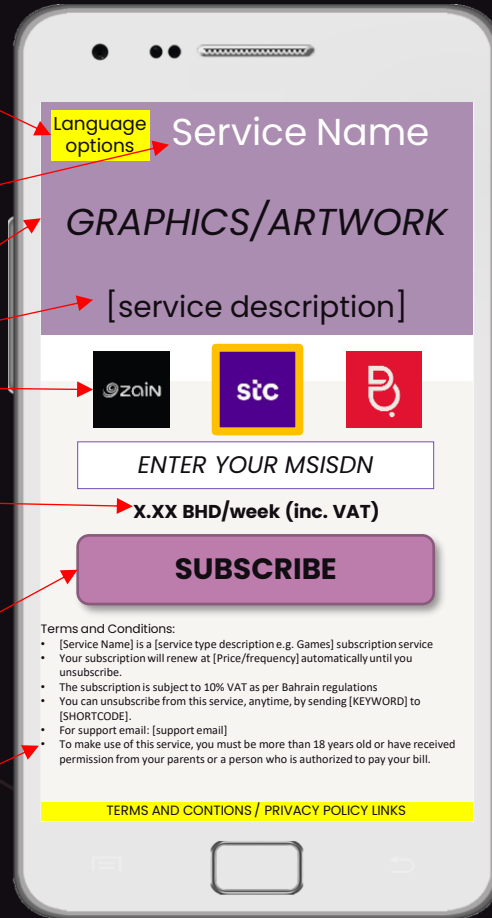 Language
options
Service Name
GRAPHICS/ARTWORK
[service description]
zain
stc
ENTER YOUR MSISDN
X.XX BHD/week (inc. VAT)
SUBSCRIBE
Terms and Conditions:
• [Service Name] is a [service type description e.g. Games] subscription service
• Your subscription will renew at [Price/frequency] automatically until you
unsubscribe.
• The subscription is subject to 10% VAT as per Bahrain regulations
• You can unsubscribe from this service, anytime, by sending [KEYWORD] to
[SHORTCODE].
• For support email: [support email]
• To make use of this service, you must be more than 18 years old or have received
permission from your parents or a person who is authorized to pay your bill.
TERMS AND CONTIONS / PRIVACY POLICY LINKS